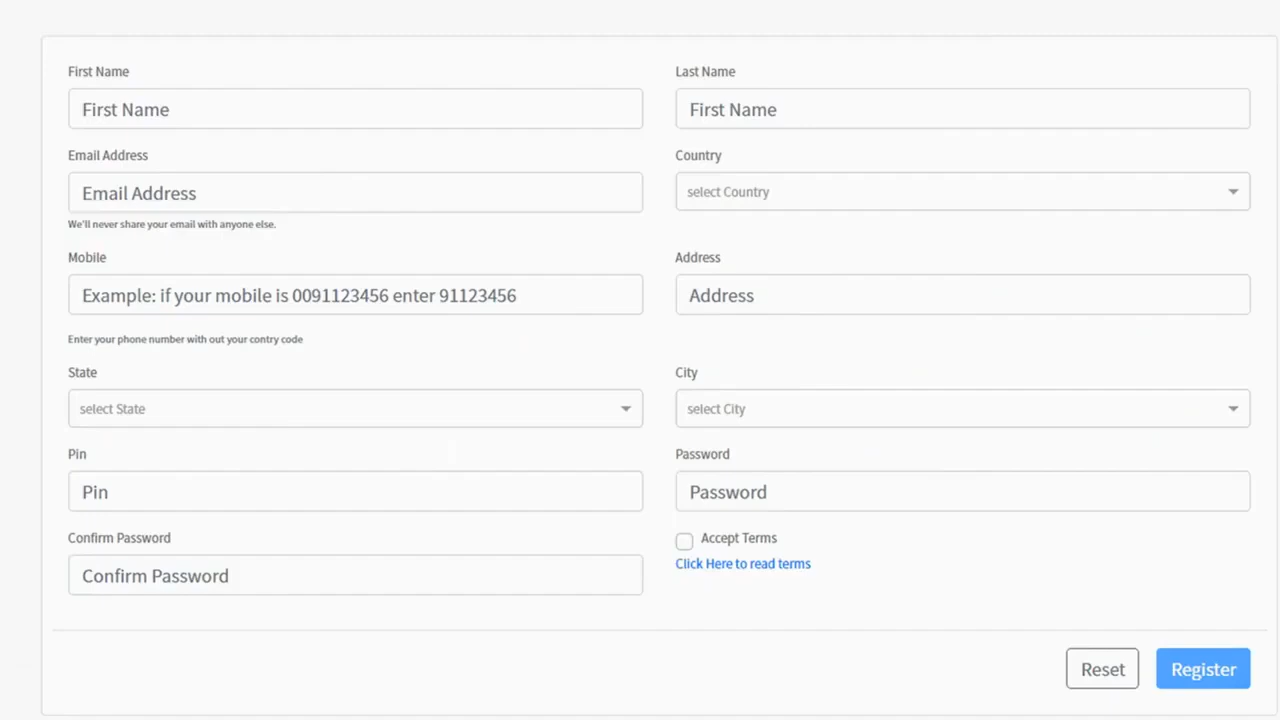 First Name
Last Name
First Name
First Name
Email Address
Country
Email Address
select Country
We'll never share your email with anyone else.
Mobile
Address
Example: if your mobile is 0091123456 enter 91123456
Address
Enter your phone number with out your contry code
State
City
select State
select City
Pin
Password
Pin
Password
Confirm Password
Accept Terms
Click Here to read terms
Confirm Password
Reset
Register